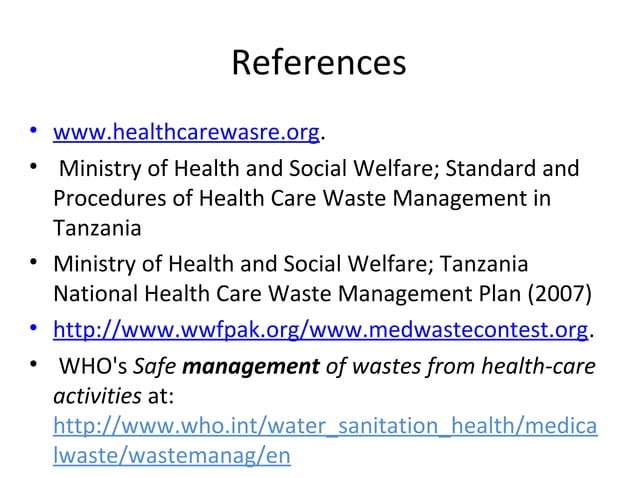 References
• www.healthcarewasre.org.
• Ministry of Health and Social Welfare; Standard and
Procedures of Health Care Waste Management in
Tanzania
• Ministry of Health and Social Welfare; Tanzania
National Health Care Waste Management Plan (2007)
• http://www.wwfpak.org/www.medwastecontest.org.
• WHO's Safe management of wastes from health-care
activities at:
http://www.who.int/water_sanitation_health/medica
lwaste/wastemanag/en